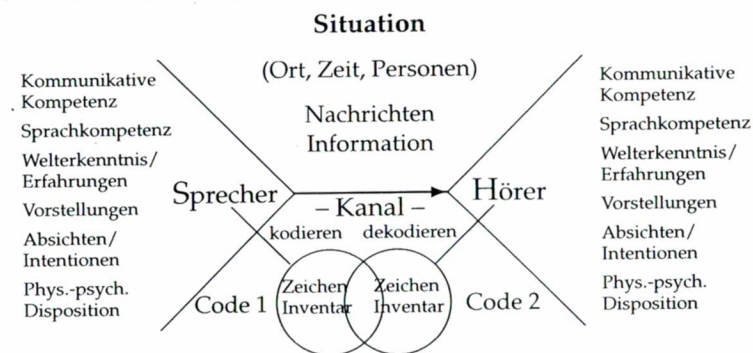 Situation
(Ort, Zeit, Personen)
Nachrichten
Information
Kommunikative
Kompetenz
Sprachkompetenz
Welterkenntnis/
Erfahrungen
Vorstellungen
Absichten/
Intentionen
Phys.-psych.
Disposition
Sprecher
– Kanal –
Hörer
kodieren dekodieren
Code 1
Zeichen
Inventar
Zeichen
Inventar
Code 2
Kommunikative
Kompetenz
Sprachkompetenz
Welterkenntnis/
Erfahrungen
Vorstellungen
Absichten/
Intentionen
Phys.-psych.
Disposition